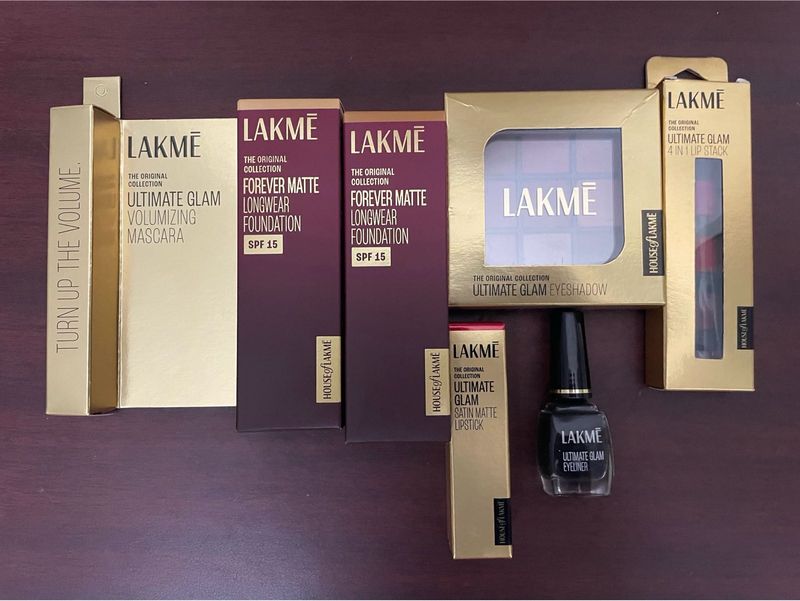 TURN UP THE VOLUME.
LAKMĒ
THE ORIGINAL
COLLECTION
ULTIMATE GLAM
VOLUMIZING
MASCARA
LAKMĒ
THE ORIGINAL
COLLECTION
FOREVER MATTE
LONGWEAR
FOUNDATION
SPF 15
HOUSE of LAKMĒ
LAKMĒ
THE ORIGINAL
COLLECTION
FOREVER MATTE
LONGWEAR
FOUNDATION
SPF 15
HOUSE of LAKMĒ
LAKMĒ
HOUSE of LAKMĒ
THE ORIGINAL COLLECTION
ULTIMATE GLAM EYESHADOW
LAKMĒ
THE ORIGINAL
COLLECTION
ULTIMATE GLAM
4 IN 1 LIP STACK
HOUSE of LAKMĒ
LAKMĒ
THE ORIGINAL
COLLECTION
ULTIMATE
GLAM
SATIN MATTE
LIPSTICK
HOUSE of LAKMĒ
LAKMĒ
ULTIMATE GLAM
EYELINER